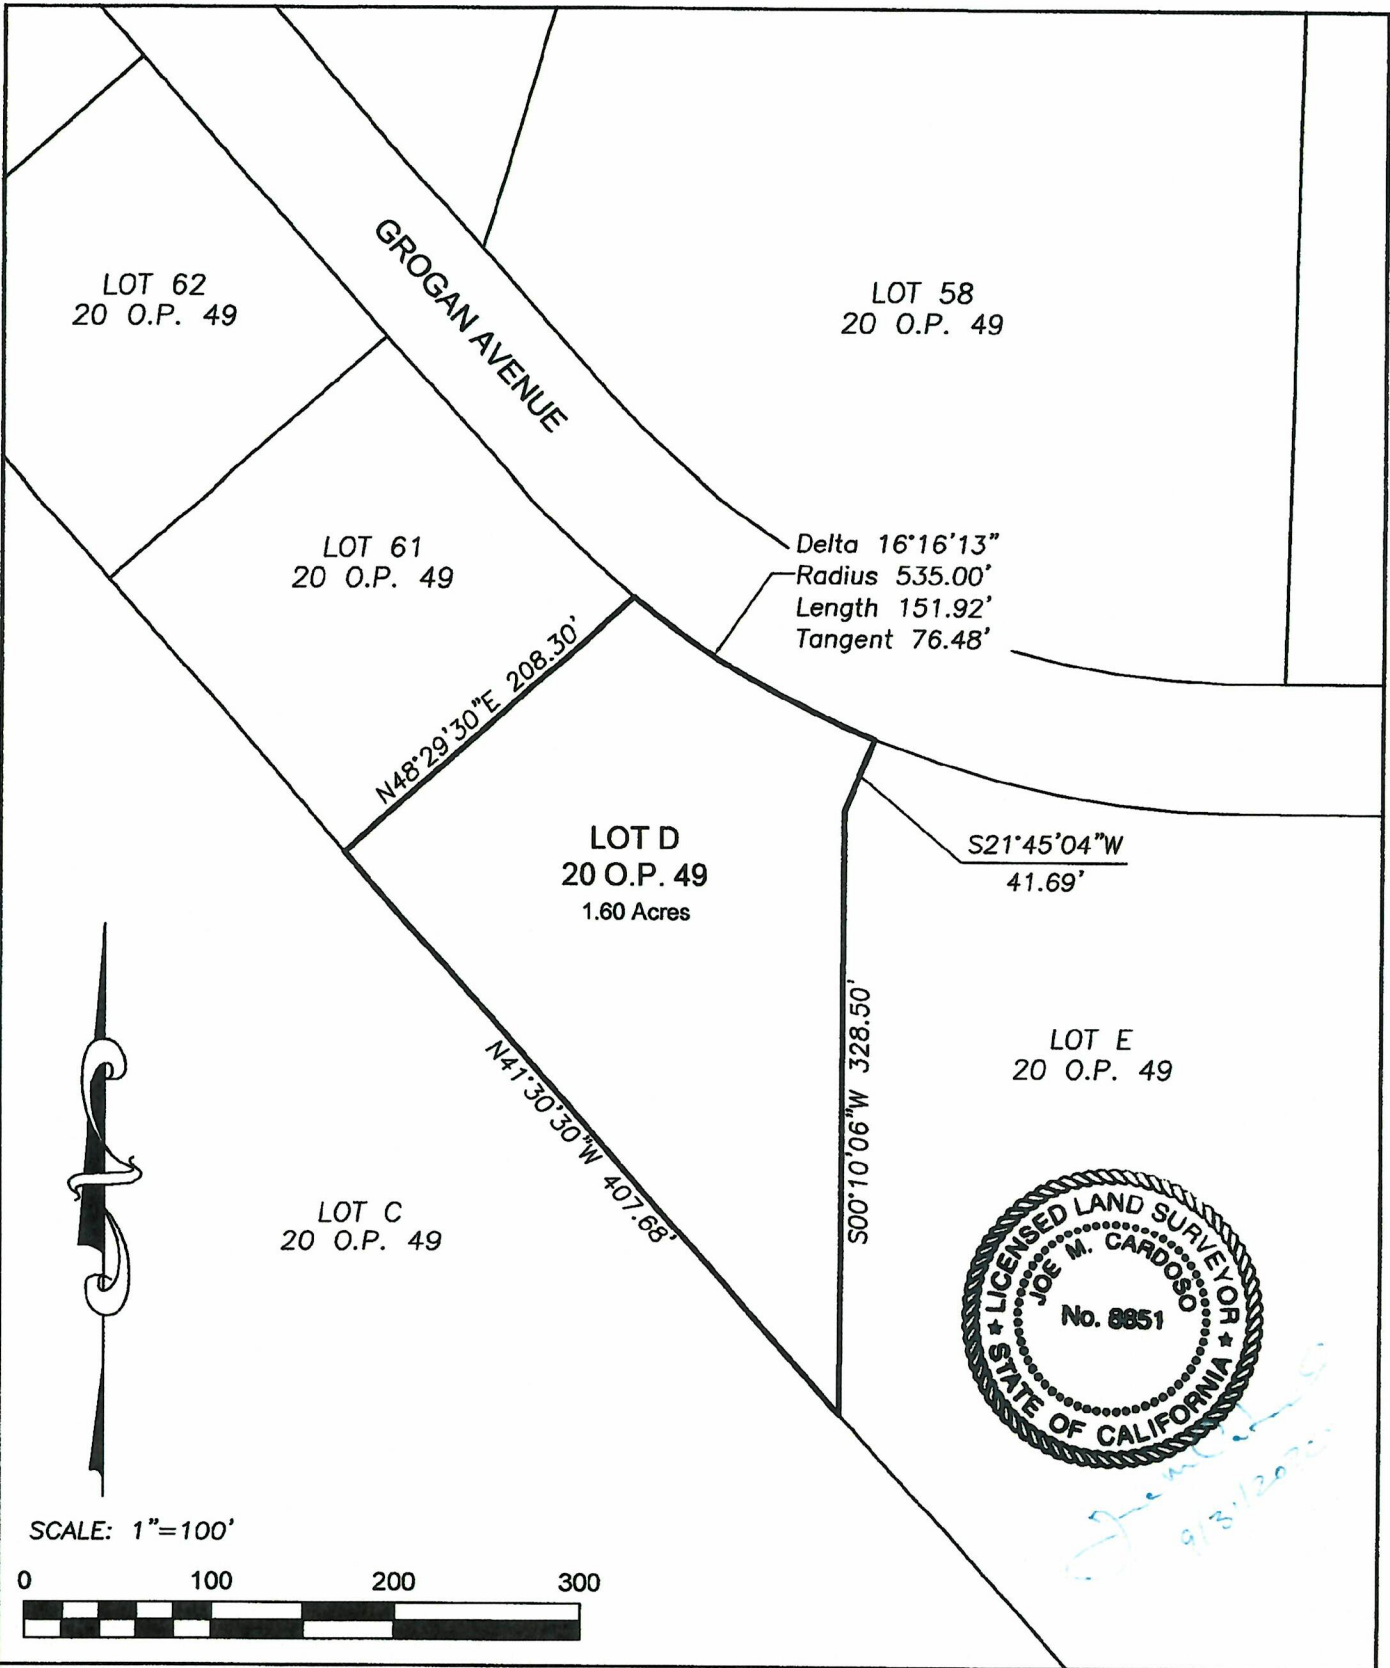 LOT 62
20 O.P. 49
GROGAN AVENUE
LOT 58
20 O.P. 49
LOT 61
20 O.P. 49
Delta 16°16'13"
Radius 535.00'
Length 151.92'
Tangent 76.48'
N48°29'30"E 208.30'
LOT D
20 O.P. 49
1.60 Acres
S21°45'04"W
41.69'
S00°10'06"W 328.50'
N41°30'30"W 407.68'
LOT E
20 O.P. 49
LOT C
20 O.P. 49
LICENSED LAND SURVEYOR
JOE M. CARDOSO
No. 8851
STATE OF CALIFORNIA
SCALE: 1"=100'
0 100 200 300